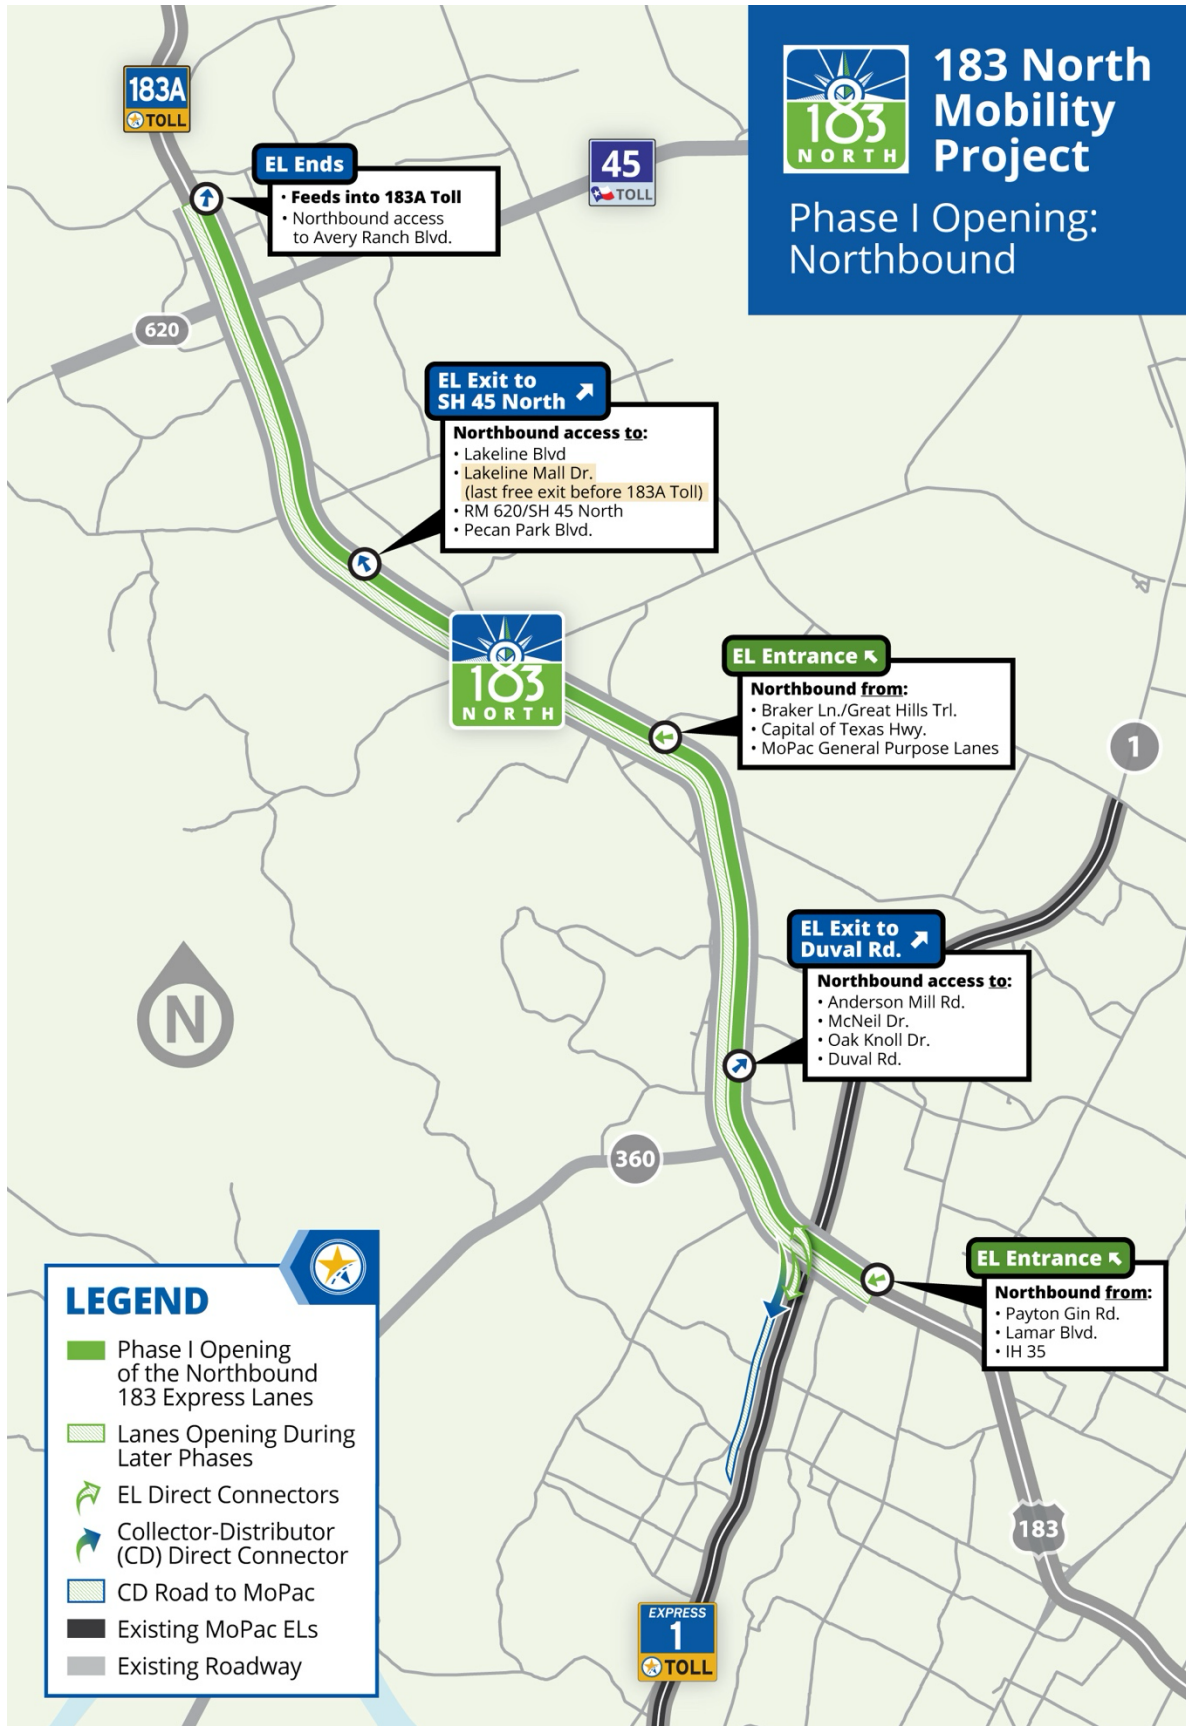 183A
TOLL
EL Ends
• Feeds into 183A Toll
• Northbound access
to Avery Ranch Blvd.
45
TOLL
183
NORTH
183 North
Mobility
Project
Phase I Opening:
Northbound
620
EL Exit to
SH 45 North
Northbound access to:
• Lakeline Blvd
• Lakeline Mall Dr.
(last free exit before 183A Toll)
• RM 620/SH 45 North
• Pecan Park Blvd.
183
NORTH
EL Entrance
Northbound from:
• Braker Ln./Great Hills Trl.
• Capital of Texas Hwy.
• MoPac General Purpose Lanes
1
EL Exit to
Duval Rd.
Northbound access to:
• Anderson Mill Rd.
• McNeil Dr.
• Oak Knoll Dr.
• Duval Rd.
N
360
EL Entrance
Northbound from:
• Payton Gin Rd.
• Lamar Blvd.
• IH 35
LEGEND
Phase I Opening
of the Northbound
183 Express Lanes
Lanes Opening During
Later Phases
EL Direct Connectors
Collector-Distributor
(CD) Direct Connector
CD Road to MoPac
Existing MoPac ELs
Existing Roadway
183
EXPRESS
1
TOLL